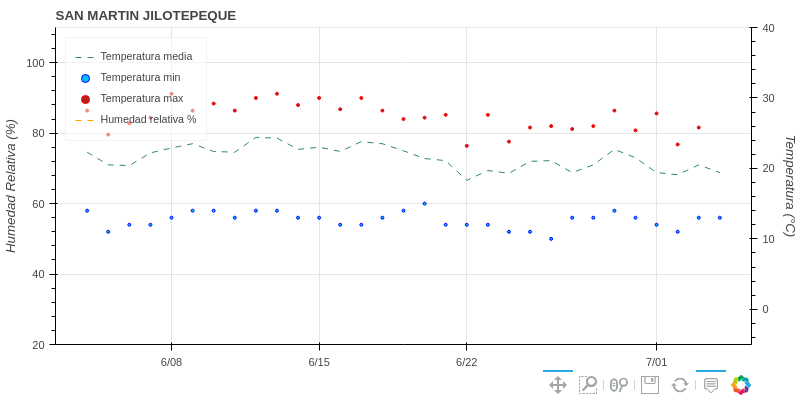 SAN MARTIN JILOTEPEQUE
Temperatura media
Temperatura min
Temperatura max
Humedad relativa %
Humedad Relativa (%)
100
80
60
40
20
40
30
20
10
0
Temperatura (°C)
6/08
6/15
6/22
7/01